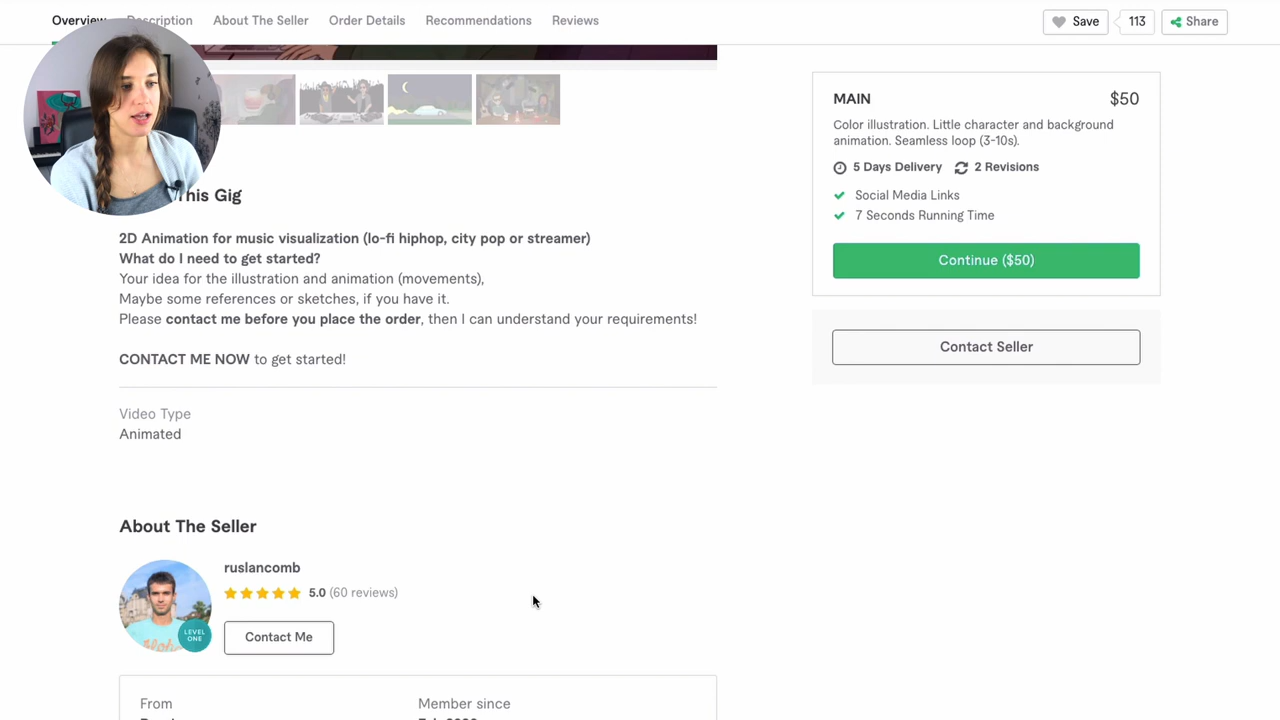 Overview Description About The Seller Order Details Recommendations Reviews Save 113 Share
This Gig
2D Animation for music visualization (lo-fi hiphop, city pop or streamer)
What do I need to get started?
Your idea for the illustration and animation (movements),
Maybe some references or sketches, if you have it.
Please contact me before you place the order, then I can understand your requirements!
CONTACT ME NOW to get started!
Video Type
Animated
About The Seller
ruslancomb
5.0 (60 reviews)
LEVEL
ONE
Contact Me
From Member since
MAIN $50
Color illustration. Little character and background
animation. Seamless loop (3-10s).
5 Days Delivery 2 Revisions
Social Media Links
7 Seconds Running Time
Continue ($50)
Contact Seller